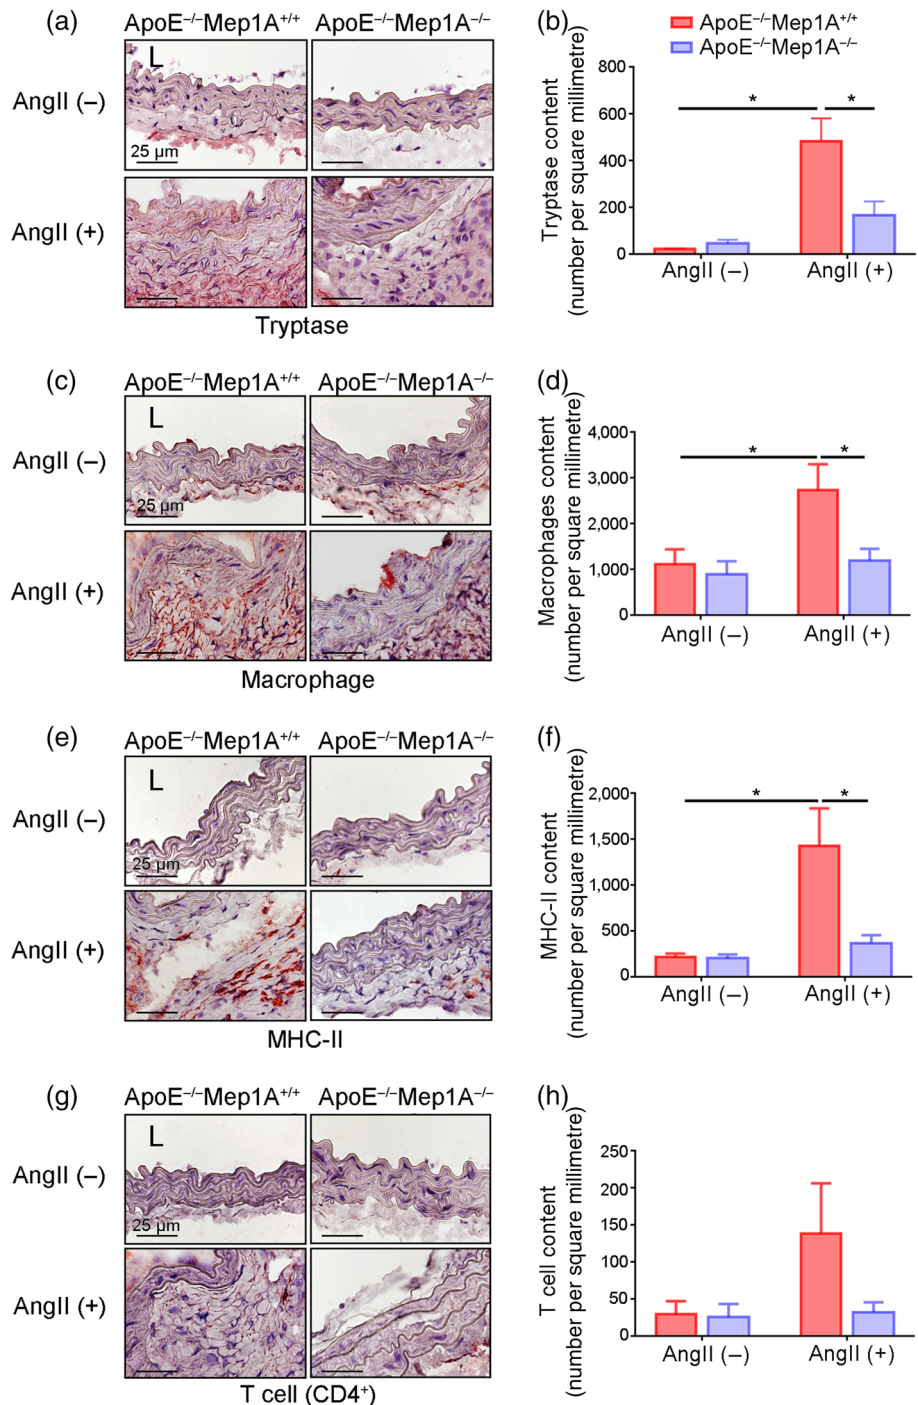 (a) ApoE⁻/⁻Mep1A⁺/⁺ ApoE⁻/⁻Mep1A⁻/⁻
L
AngII (–)
25 μm
AngII (+)
Tryptase
(b)
ApoE⁻/⁻Mep1A⁺/⁺
ApoE⁻/⁻Mep1A⁻/⁻
Tryptase content
(number per square millimetre)
800
600
400
200
0
* *
AngII (–) AngII (+)
(c) ApoE⁻/⁻Mep1A⁺/⁺ ApoE⁻/⁻Mep1A⁻/⁻
L
AngII (–)
25 μm
AngII (+)
Macrophage
(d)
Macrophages content
(number per square millimetre)
4,000
3,000
2,000
1,000
0
* *
AngII (–) AngII (+)
(e) ApoE⁻/⁻Mep1A⁺/⁺ ApoE⁻/⁻Mep1A⁻/⁻
L
AngII (–)
25 μm
AngII (+)
MHC-II
(f)
MHC-II content
(number per square millimetre)
2,000
1,500
1,000
500
0
* *
AngII (–) AngII (+)
(g) ApoE⁻/⁻Mep1A⁺/⁺ ApoE⁻/⁻Mep1A⁻/⁻
L
AngII (–)
25 μm
AngII (+)
T cell (CD4⁺)
(h)
T cell content
(number per square millimetre)
250
200
150
100
50
0
AngII (–) AngII (+)